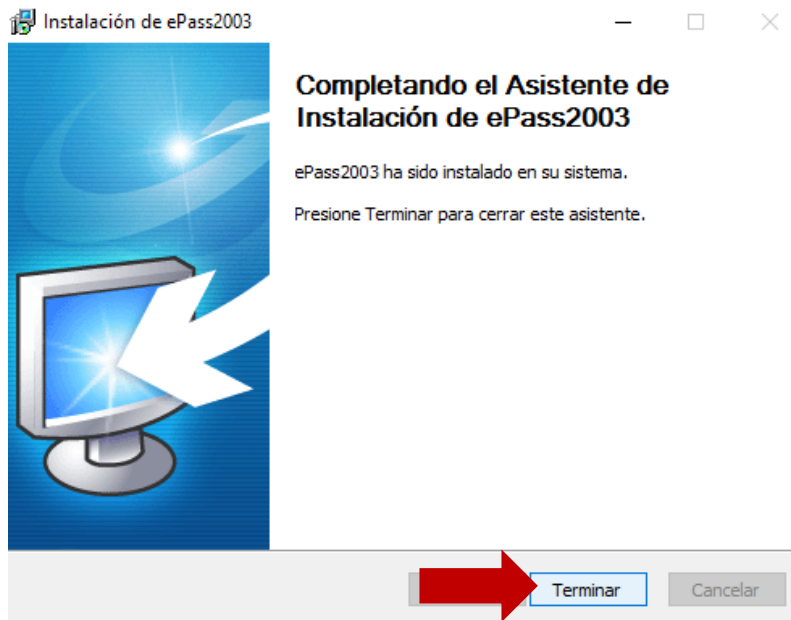 Instalación de ePass2003
Completando el Asistente de
Instalación de ePass2003
ePass2003 ha sido instalado en su sistema.
Presione Terminar para cerrar este asistente.
Terminar
Cancelar